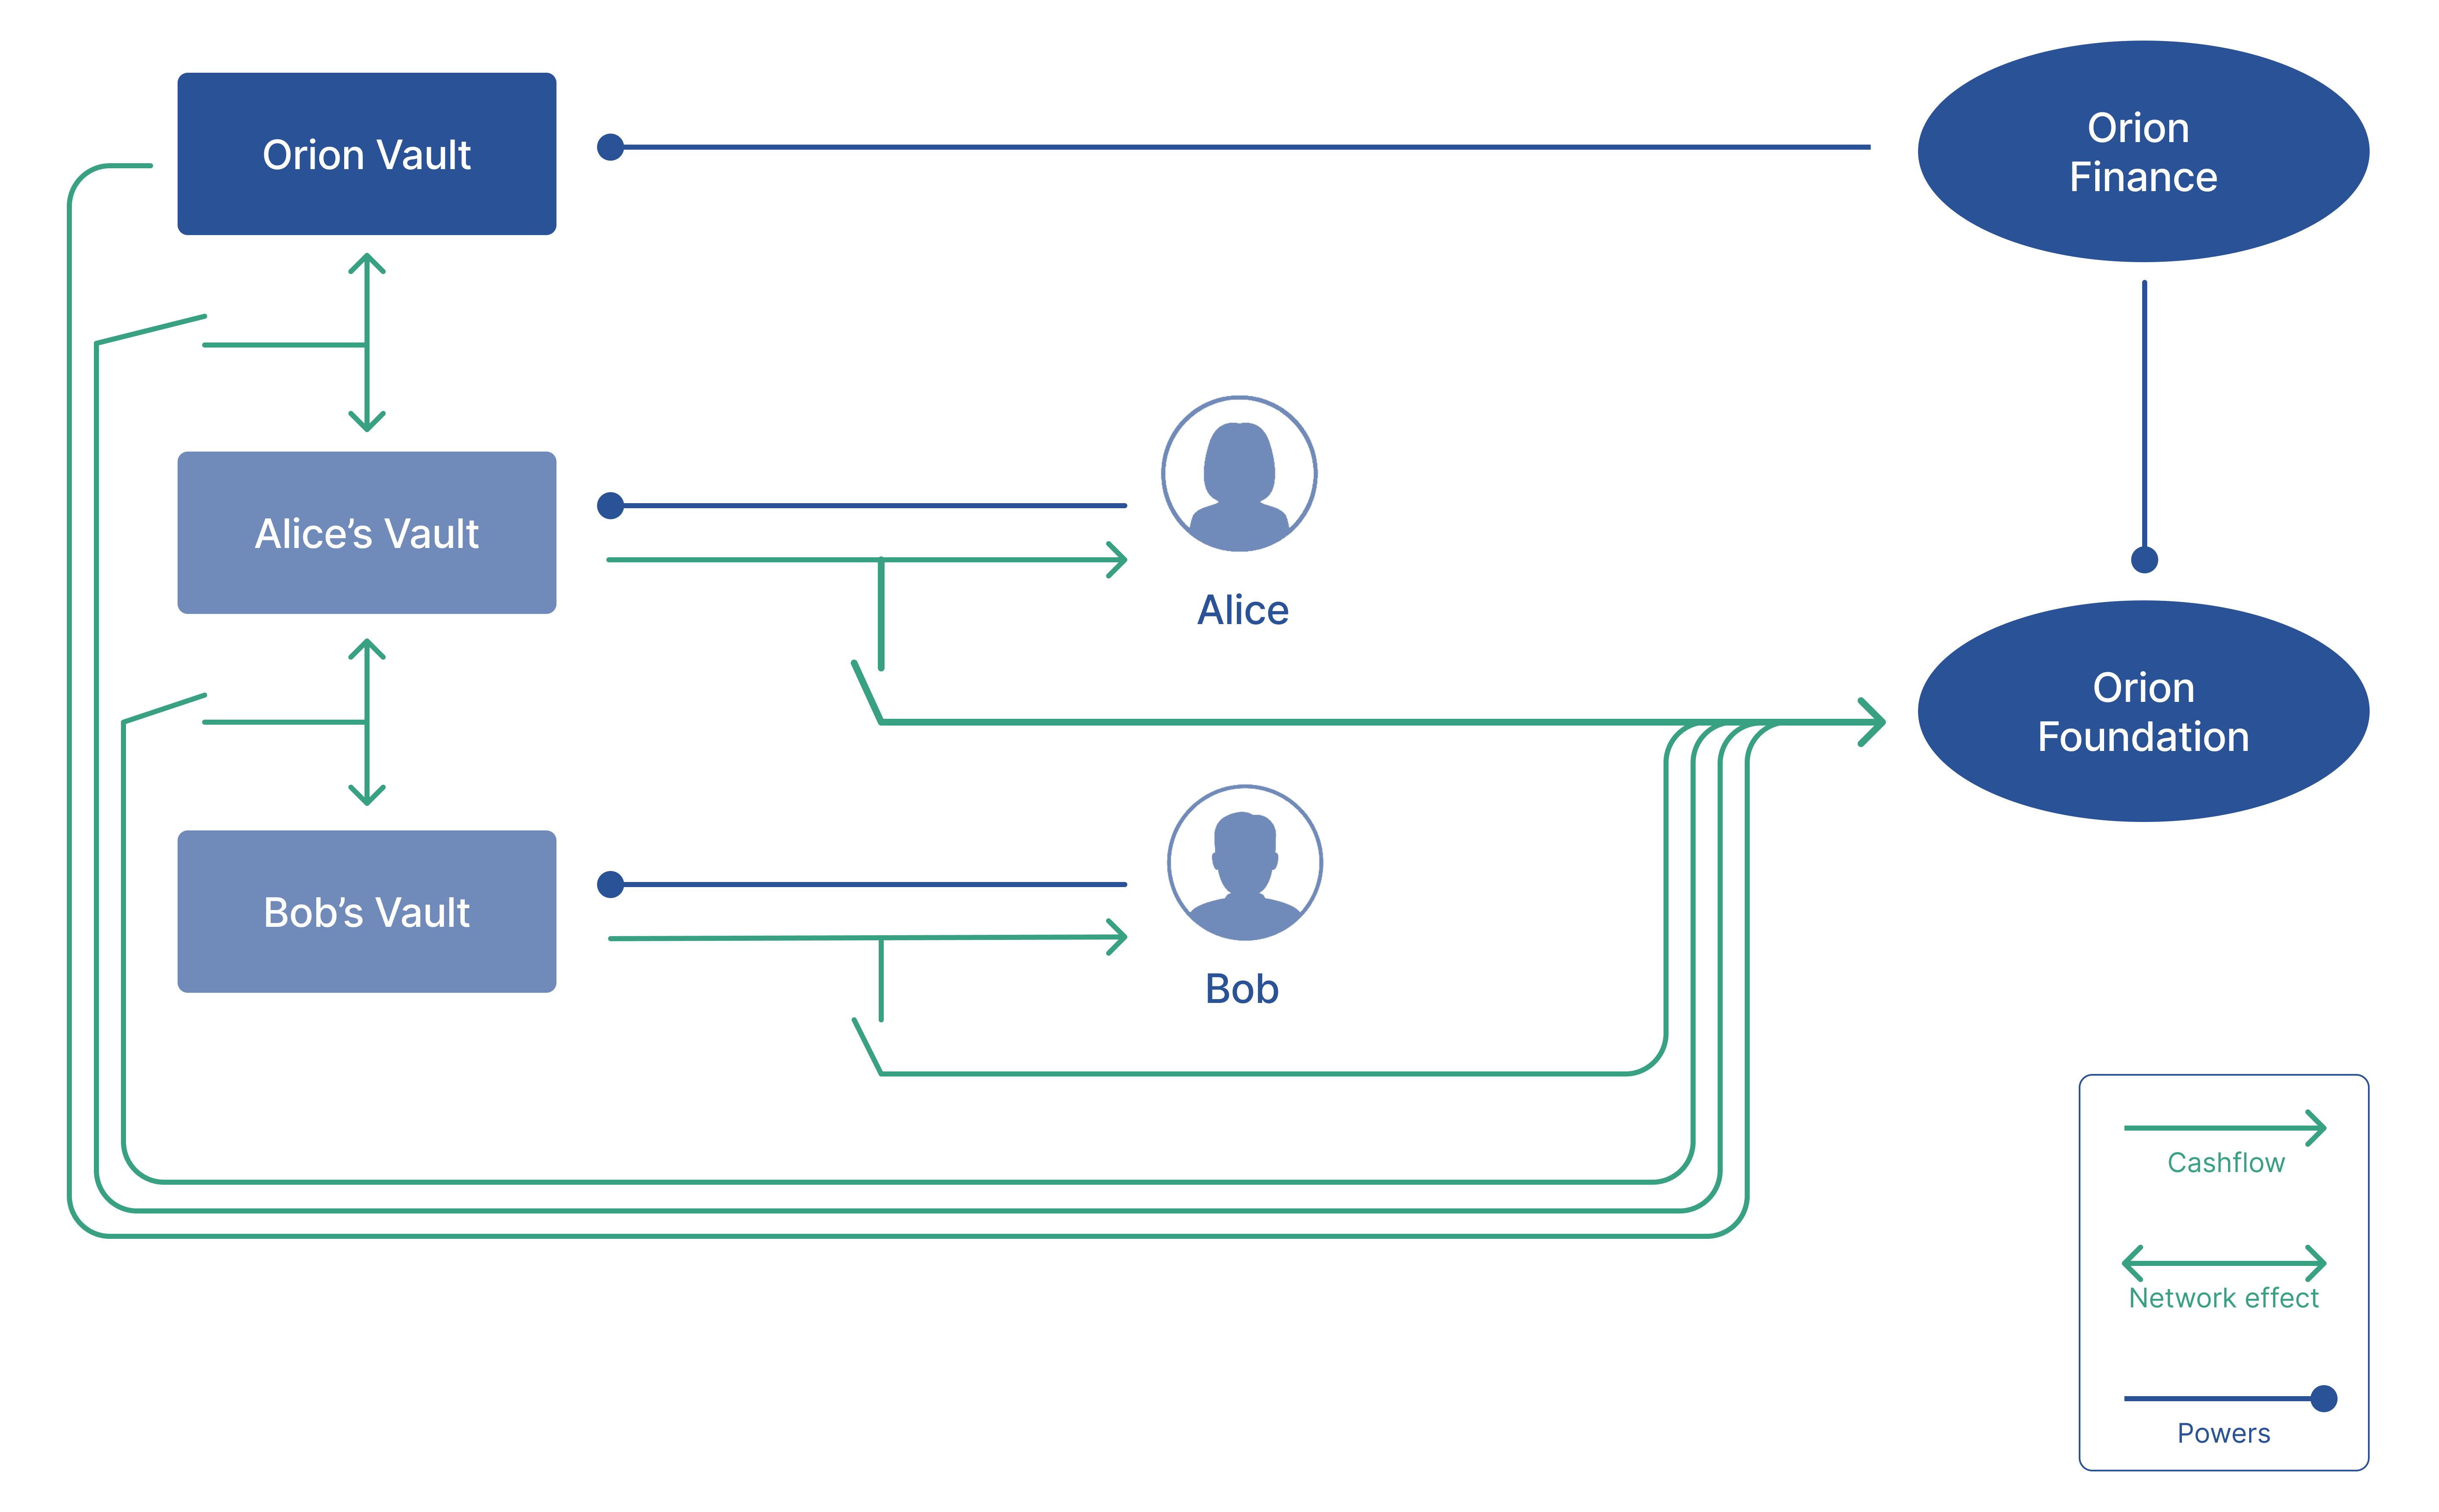 Orion Vault
Orion
Finance
Alice’s Vault
Alice
Orion
Foundation
Bob’s Vault
Bob
Cashflow
Network effect
Powers